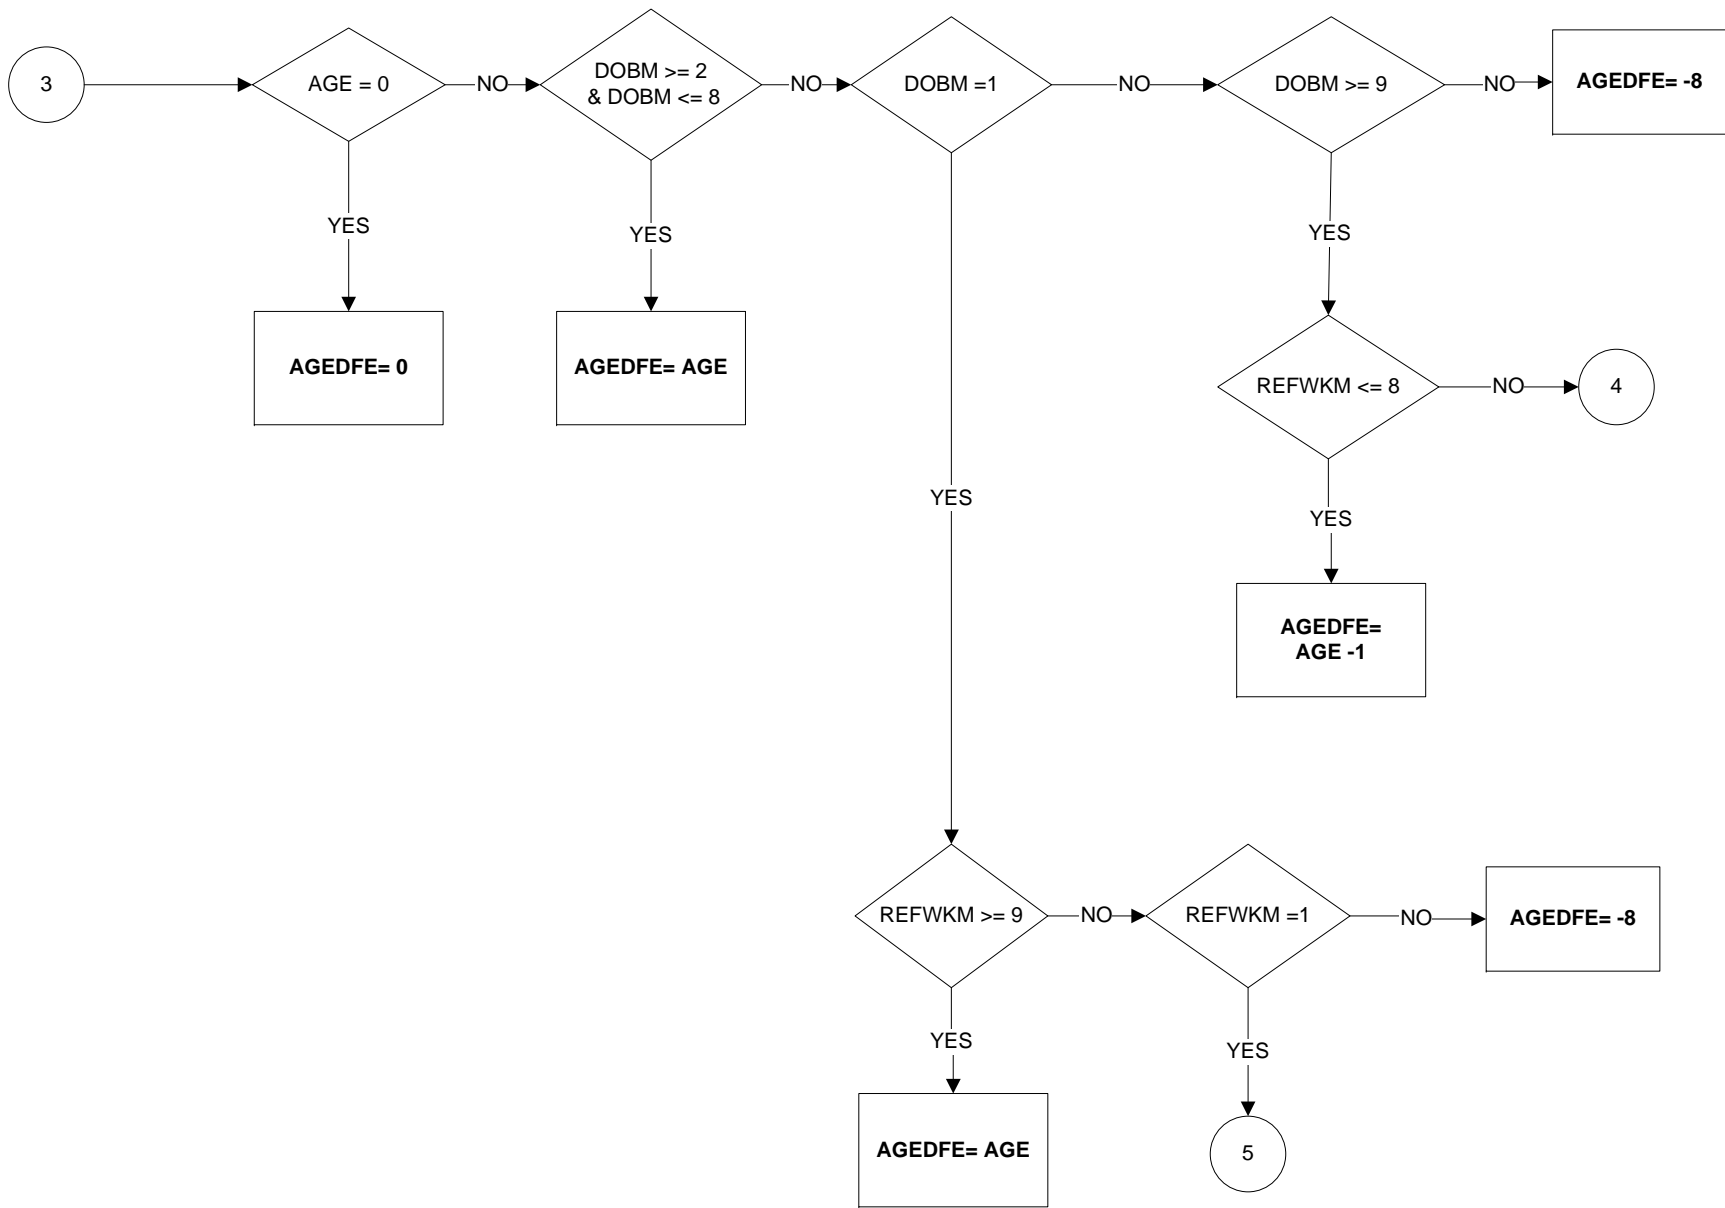 3
AGE = 0
NO
DOBM >= 2
& DOBM <= 8
NO
DOBM =1
NO
DOBM >= 9
NO
AGEDFE= -8
YES
YES
YES
AGEDFE= 0
AGEDFE= AGE
REFWKM <= 8
NO
4
YES
YES
AGEDFE=
AGE -1
REFWKM >= 9
NO
REFWKM =1
NO
AGEDFE= -8
YES
YES
AGEDFE= AGE
5